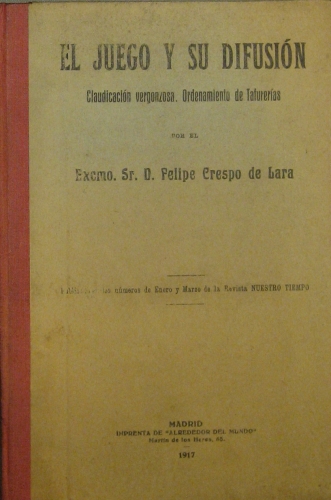 EL JUEGO Y SU DIFUSIÓN
Claudicación vergonzosa. Ordenamiento de Tafurerías
POR EL
Excmo. Sr. D. Felipe Crespo de Lara
los números de Enero y Marzo de la Revista NUESTRO TIEMPO
MADRID
IMPRENTA DE "ALREDEDOR DEL MUNDO"
Martín de los Heros, 65.
1917